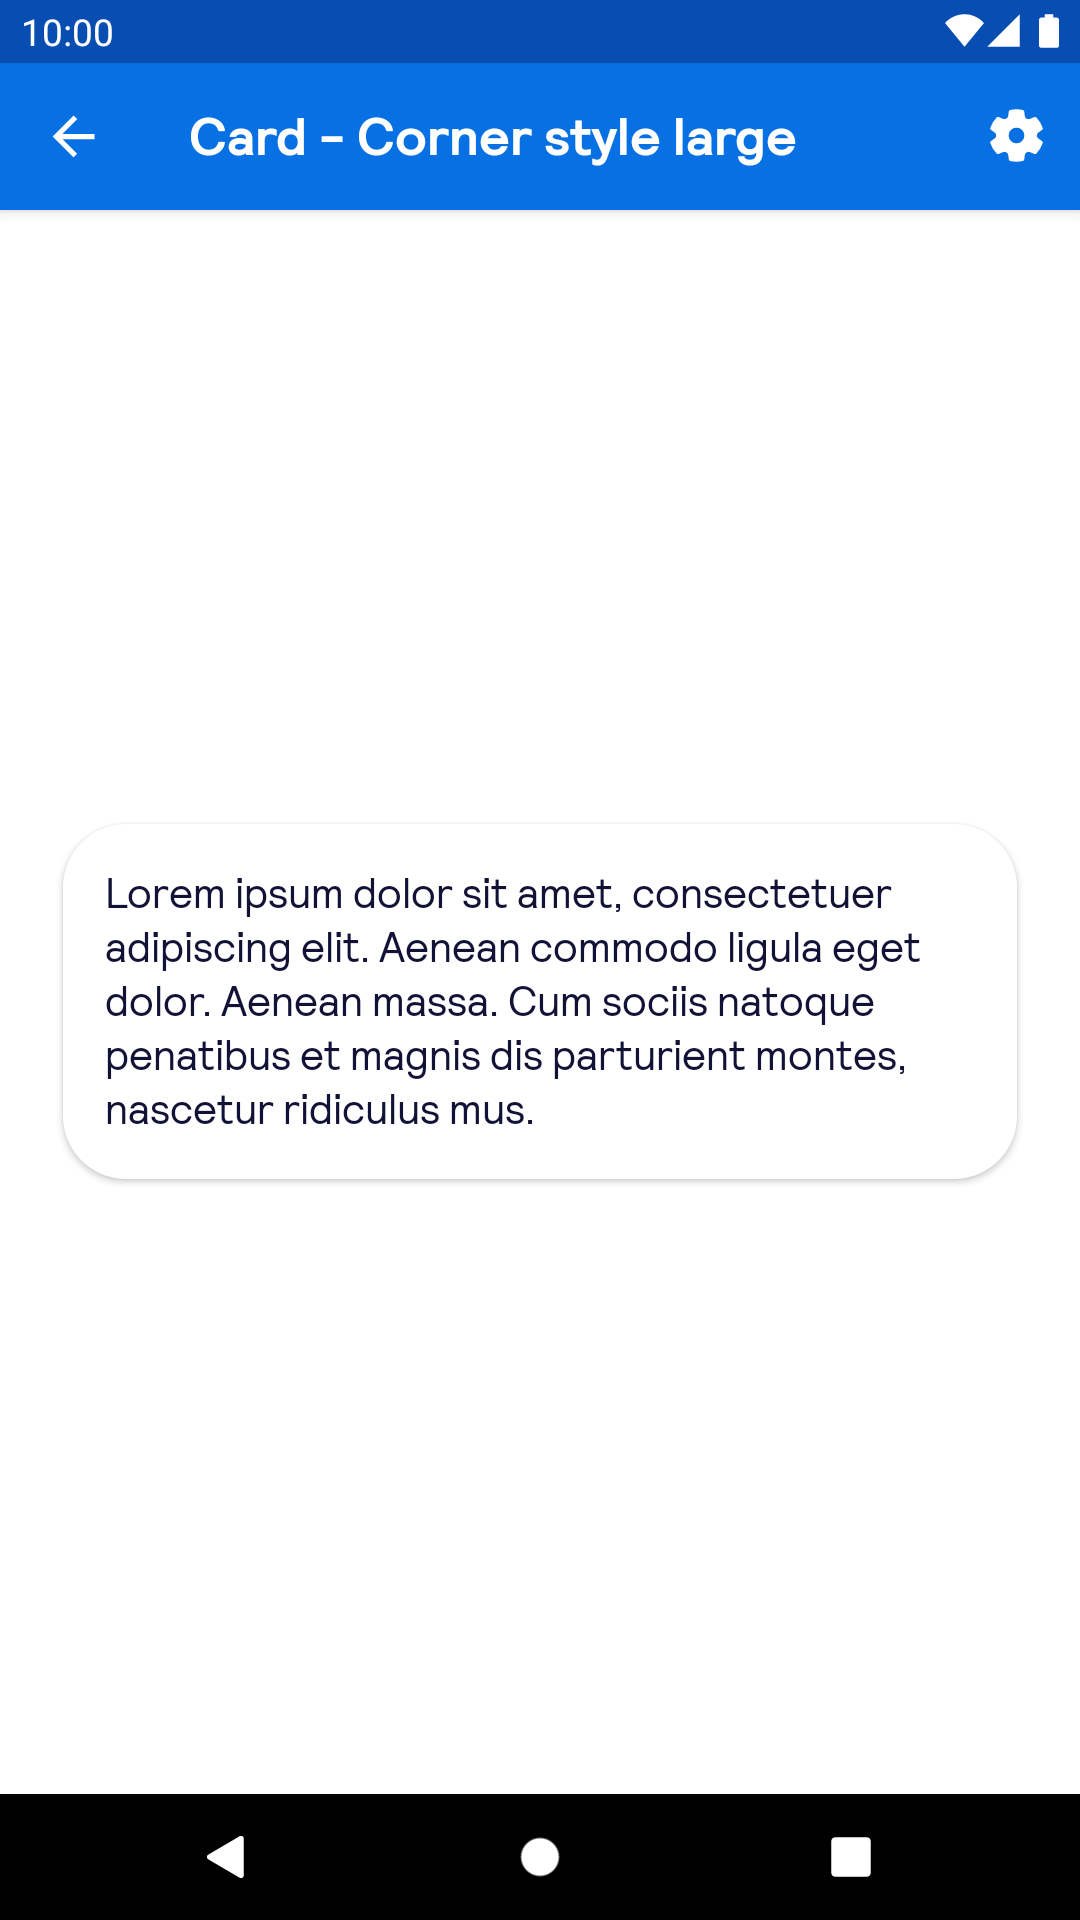 10:00
Card - Corner style large
Lorem ipsum dolor sit amet, consectetuer
adipiscing elit. Aenean commodo ligula eget
dolor. Aenean massa. Cum sociis natoque
penatibus et magnis dis parturient montes,
nascetur ridiculus mus.